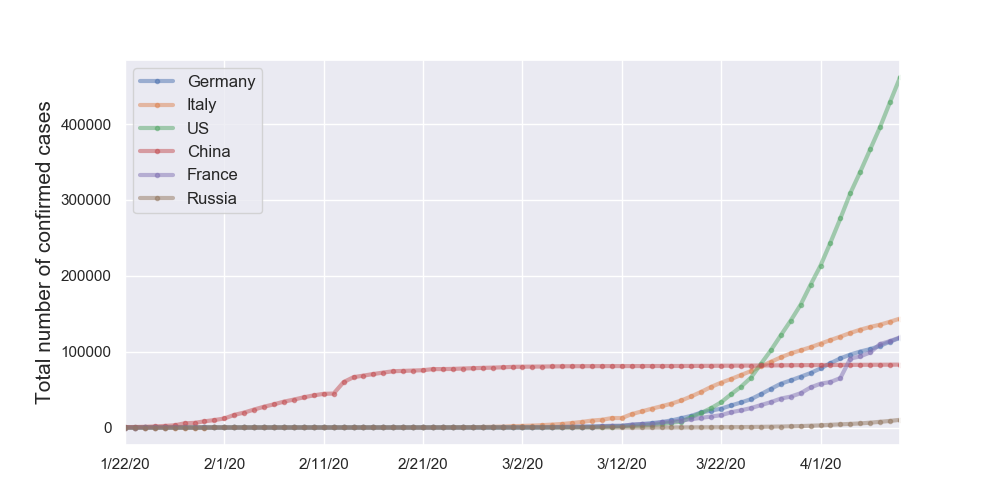 Total number of confirmed cases
400000
300000
200000
100000
0
Germany
Italy
US
China
France
Russia
1/22/20 2/1/20 2/11/20 2/21/20 3/2/20 3/12/20 3/22/20 4/1/20